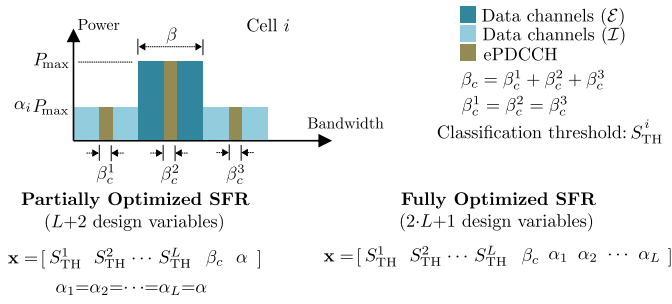 Power
Cell i
β
P_max
α_i P_max
Bandwidth
β_c^1 β_c^2 β_c^3
Data channels (ℰ)
Data channels (ℐ)
ePDCCH
β_c = β_c^1 + β_c^2 + β_c^3
β_c^1 = β_c^2 = β_c^3
Classification threshold: S_TH^i
Partially Optimized SFR
(L+2 design variables)
x =[ S_TH^1 S_TH^2 ··· S_TH^L β_c α ]
α_1=α_2=···=α_L=α
Fully Optimized SFR
(2·L+1 design variables)
x =[ S_TH^1 S_TH^2 ··· S_TH^L β_c α_1 α_2 ··· α_L ]